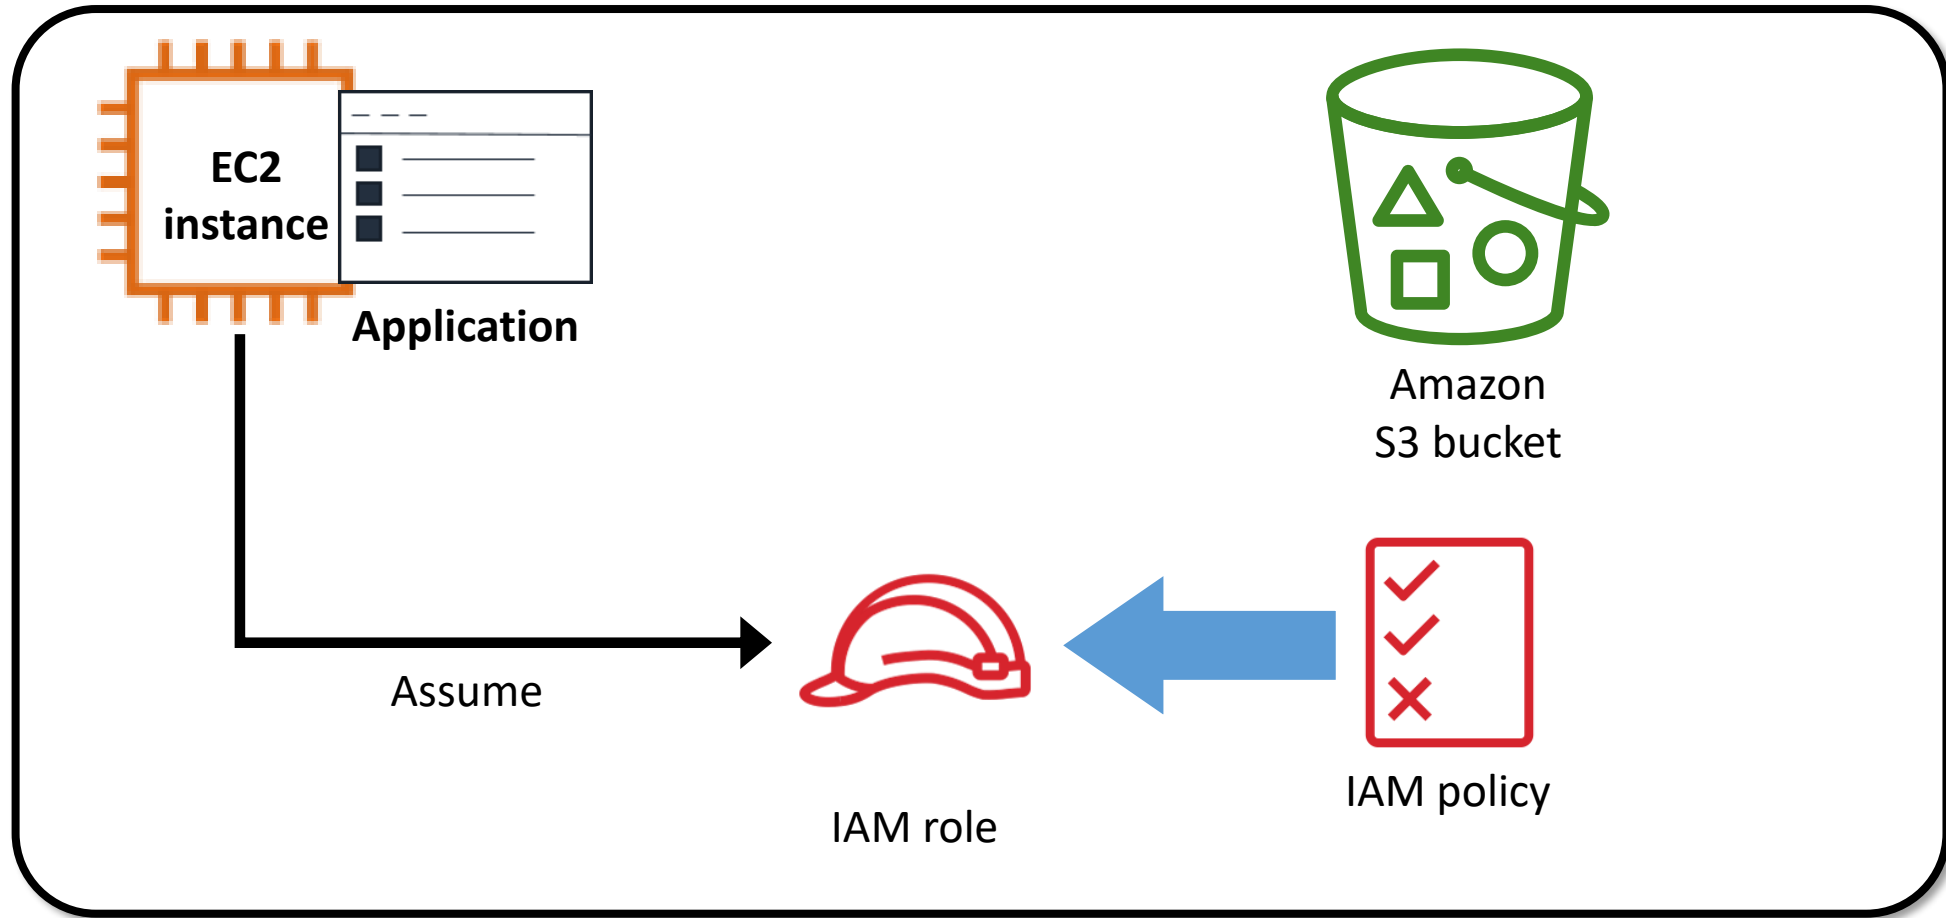 EC2
instance
Application
Amazon
S3 bucket
Assume
IAM policy
IAM role